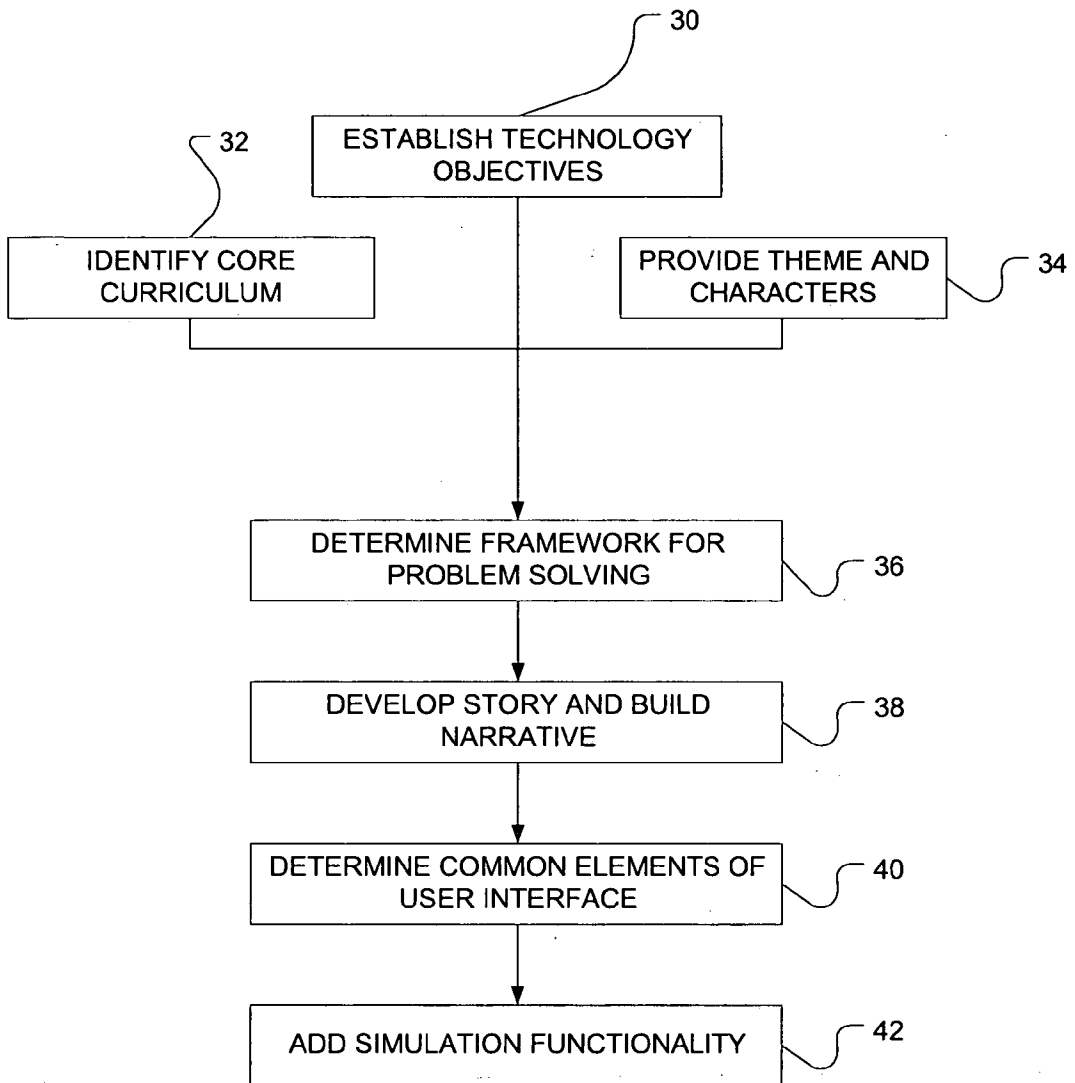 30
ESTABLISH TECHNOLOGY
OBJECTIVES
32
IDENTIFY CORE
CURRICULUM
PROVIDE THEME AND
CHARACTERS
34
DETERMINE FRAMEWORK FOR
PROBLEM SOLVING
36
DEVELOP STORY AND BUILD
NARRATIVE
38
DETERMINE COMMON ELEMENTS OF
USER INTERFACE
40
ADD SIMULATION FUNCTIONALITY
42